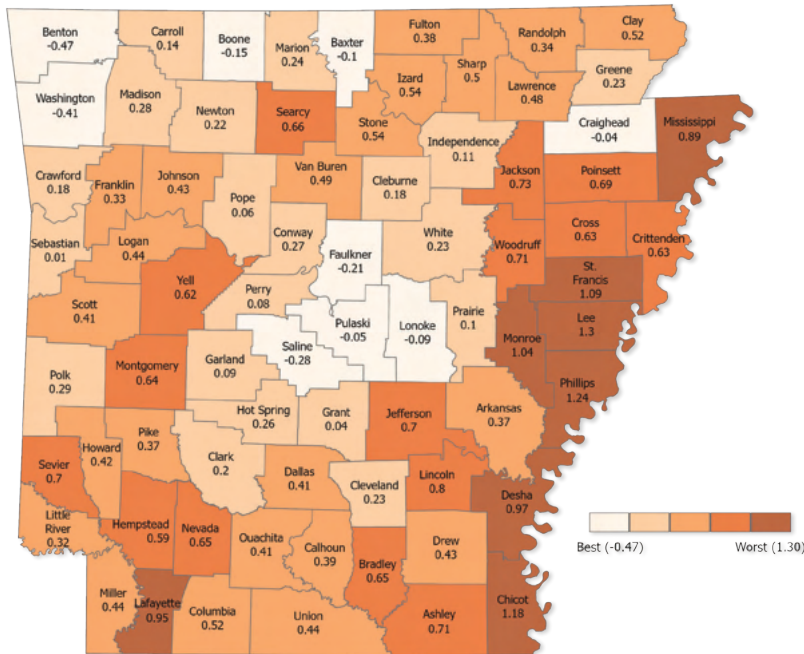 Benton
-0.47
Carroll
0.14
Boone
-0.15
Marion
0.24
Baxter
-0.1
Fulton
0.38
Randolph
0.34
Clay
0.52
Washington
-0.41
Madison
0.28
Newton
0.22
Searcy
0.66
Izard
0.54
Sharp
0.5
Lawrence
0.48
Greene
0.23
Stone
0.54
Independence
0.11
Craighead
-0.04
Mississippi
0.89
Crawford
0.18
Franklin
0.33
Johnson
0.43
Pope
0.06
Van Buren
0.49
Cleburne
0.18
Jackson
0.73
Poinsett
0.69
Sebastian
0.01
Logan
0.44
Conway
0.27
Faulkner
-0.21
White
0.23
Woodruff
0.71
Cross
0.63
Crittenden
0.63
Scott
0.41
Yell
0.62
Perry
0.08
Pulaski
-0.05
Lonoke
-0.09
Prairie
0.1
St.
Francis
1.09
Lee
1.3
Monroe
1.04
Phillips
1.24
Polk
0.29
Montgomery
0.64
Garland
0.09
Saline
-0.28
Hot Spring
0.26
Grant
0.04
Jefferson
0.7
Arkansas
0.37
Sevier
0.7
Howard
0.42
Pike
0.37
Clark
0.2
Dallas
0.41
Cleveland
0.23
Lincoln
0.8
Desha
0.97
Little
River
0.32
Hempstead
0.59
Nevada
0.65
Ouachita
0.41
Calhoun
0.39
Bradley
0.65
Drew
0.43
Miller
0.44
Lafayette
0.95
Columbia
0.52
Union
0.44
Ashley
0.71
Chicot
1.18
Best (-0.47)
Worst (1.30)